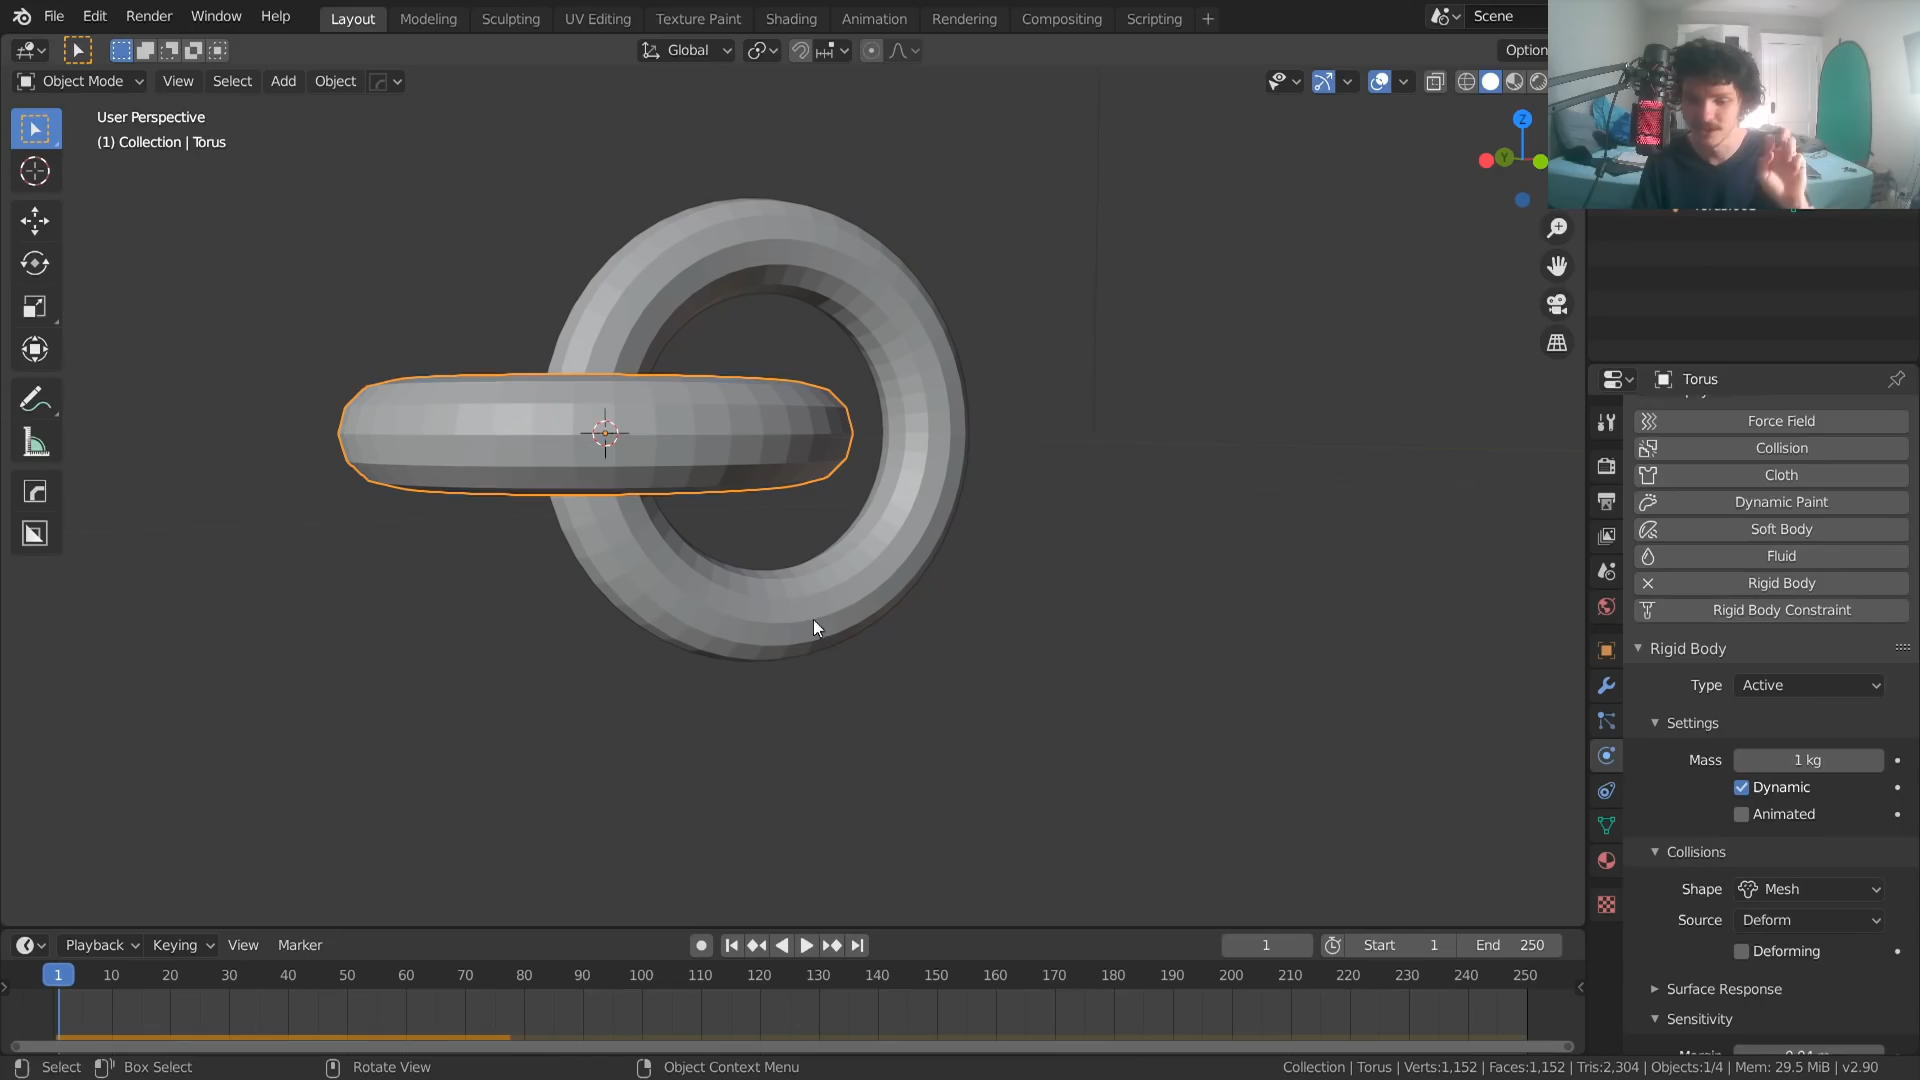 File Edit Render Window Help
Layout Modeling Sculpting UV Editing Texture Paint Shading Animation Rendering Compositing Scripting +
Scene
Global
Option
Object Mode View Select Add Object
User Perspective
(1) Collection | Torus
Z
Y
Torus
Force Field
Collision
Cloth
Dynamic Paint
Soft Body
Fluid
Rigid Body
Rigid Body Constraint
Rigid Body
Type Active
Settings
Mass 1 kg
Dynamic
Animated
Collisions
Shape Mesh
Source Deform
Deforming
Surface Response
Sensitivity
Playback Keying View Marker
1 Start 1 End 250
1 10 20 30 40 50 60 70 80 90 100 110 120 130 140 150 160 170 180 190 200 210 220 230 240 250
Select Box Select Rotate View Object Context Menu
Collection | Torus | Verts:1,152 | Faces:1,152 | Tris:2,304 | Objects:1/4 | Mem: 29.5 MiB | v2.90